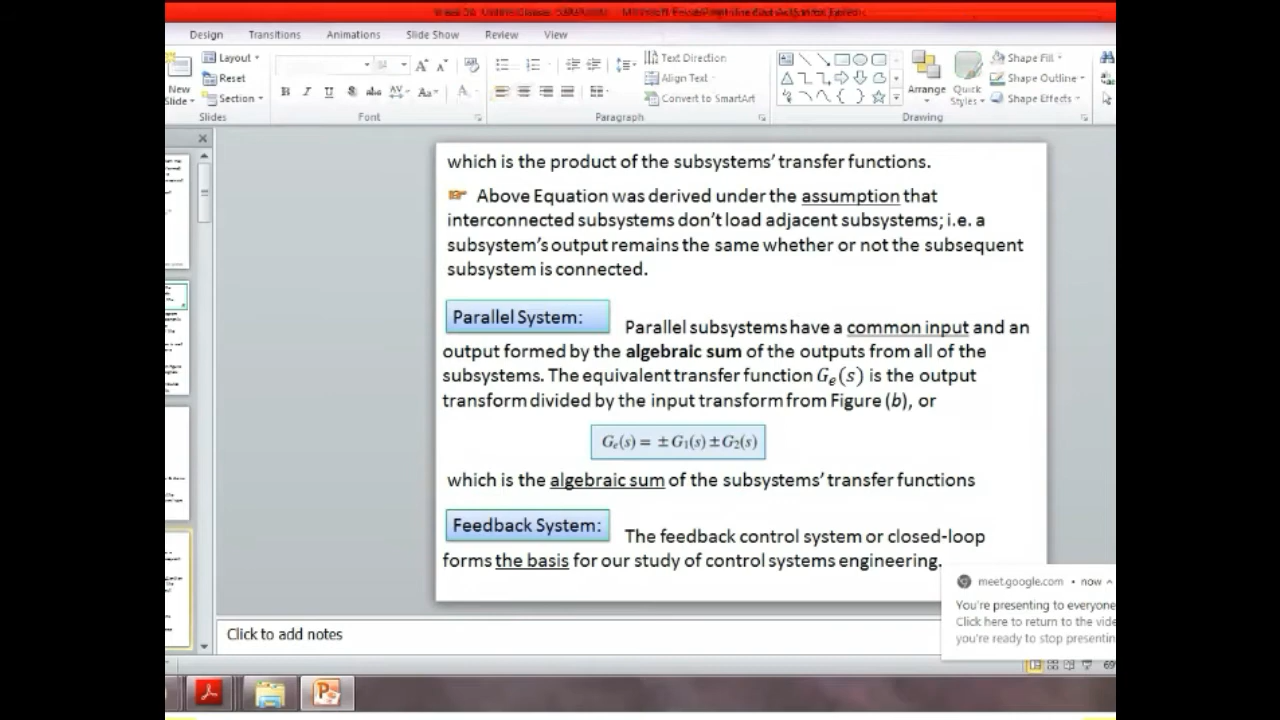 Design Transitions Animations Slide Show Review View
Layout
Reset
Section
New
Slide
Slides
B I U S abc AV Aa A
Font
Text Direction
Align Text
Convert to SmartArt
Paragraph
Arrange
Quick
Styles
Shape Fill
Shape Outline
Shape Effects
Drawing
which is the product of the subsystems' transfer functions.
Above Equation was derived under the assumption that
interconnected subsystems don't load adjacent subsystems; i.e. a
subsystem's output remains the same whether or not the subsequent
subsystem is connected.
Parallel System: Parallel subsystems have a common input and an
output formed by the algebraic sum of the outputs from all of the
subsystems. The equivalent transfer function Ge(s) is the output
transform divided by the input transform from Figure (b), or
Ge(s) = ± G1(s) ± G2(s)
which is the algebraic sum of the subsystems' transfer functions
Feedback System: The feedback control system or closed-loop
forms the basis for our study of control systems engineering.
meet.google.com • now
You're presenting to everyone
Click here to return to the vide
you're ready to stop presentin
Click to add notes